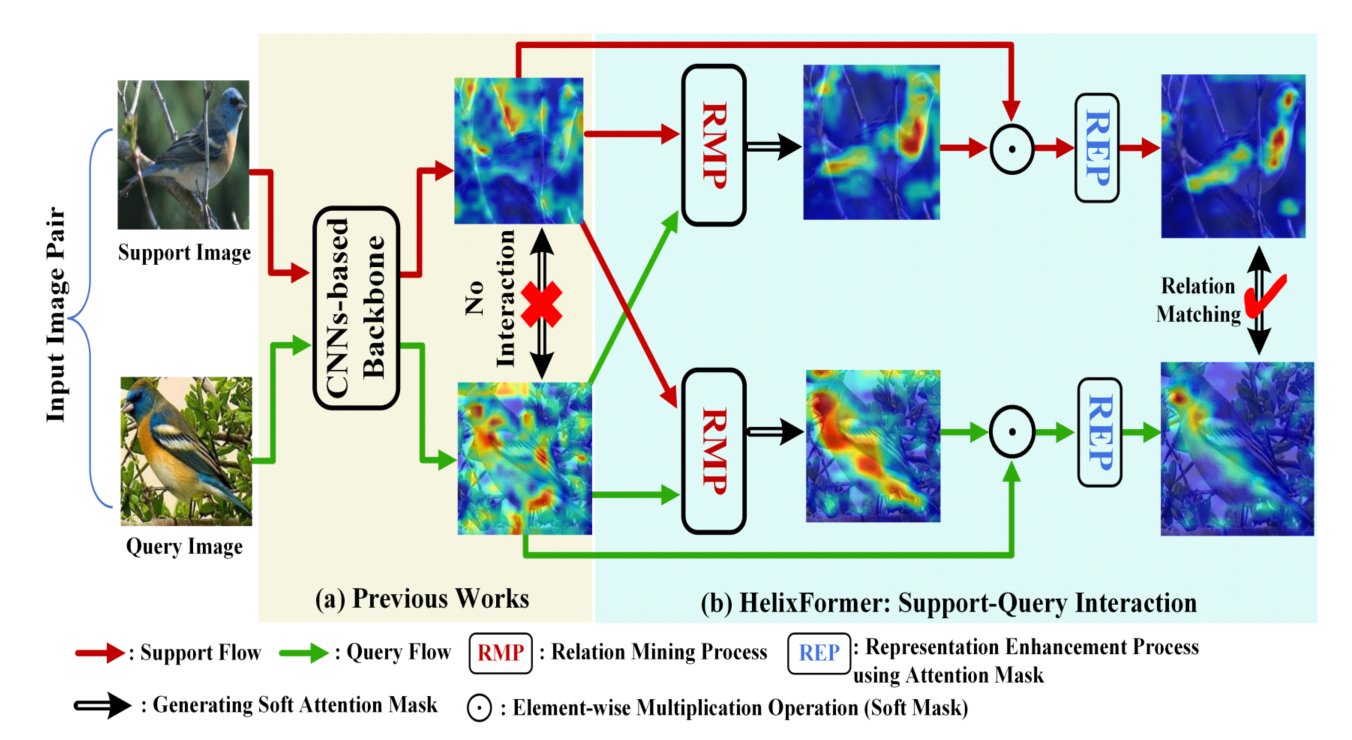 Input Image Pair
Support Image
Query Image
CNNs-based
Backbone
No
Interaction
RMP
RMP
REP
REP
Relation
Matching
(a) Previous Works
(b) HelixFormer: Support-Query Interaction
: Support Flow
: Query Flow
RMP : Relation Mining Process
REP : Representation Enhancement Process
using Attention Mask
: Generating Soft Attention Mask
: Element-wise Multiplication Operation (Soft Mask)